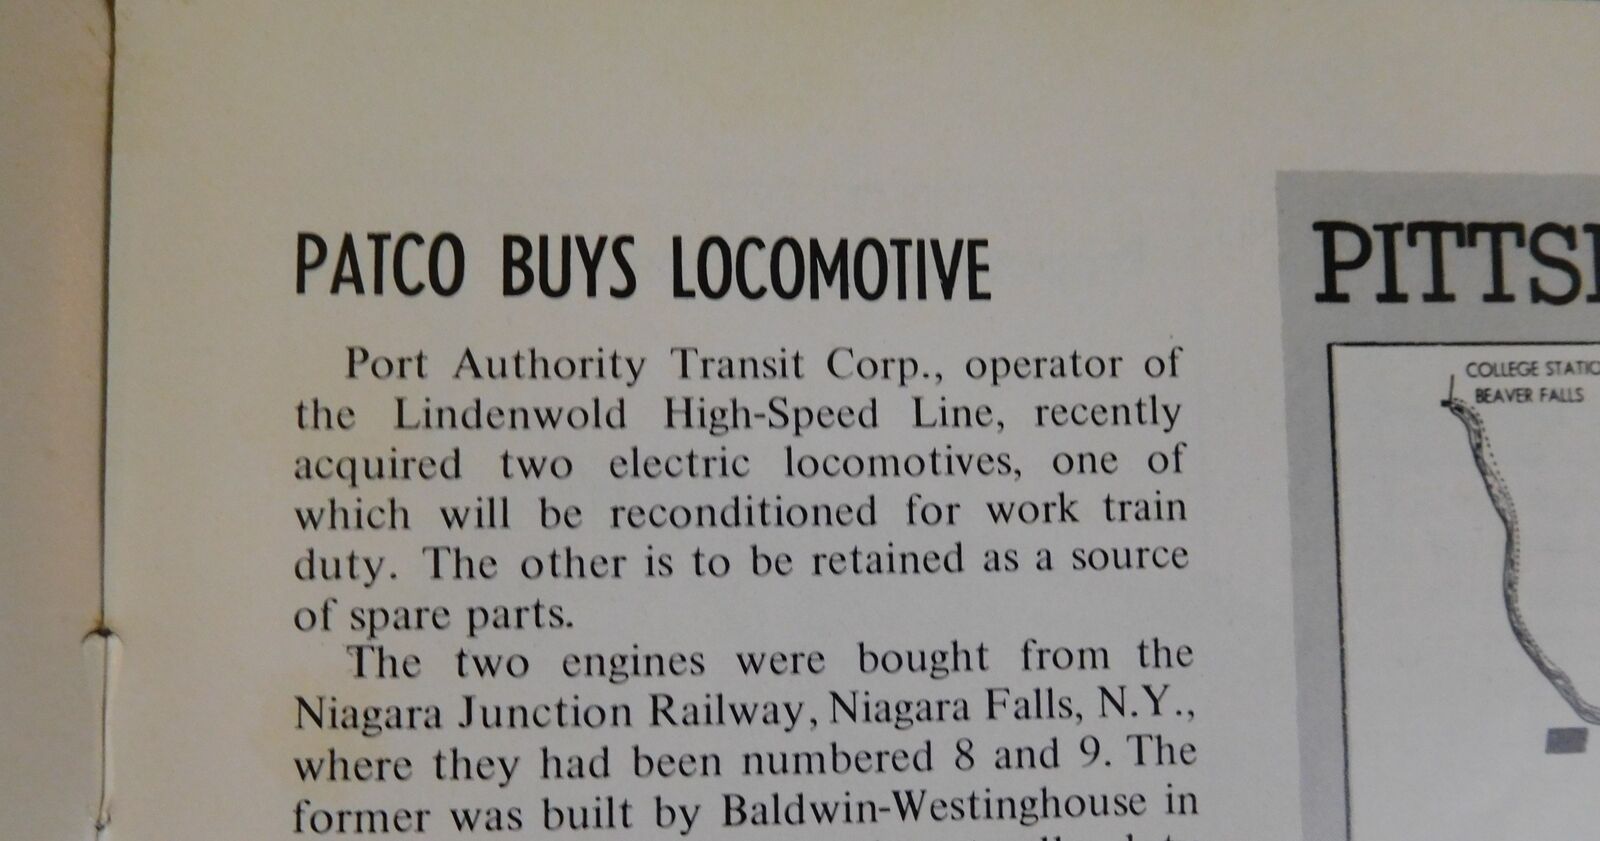 PATCO BUYS LOCOMOTIVE
Port Authority Transit Corp., operator of
the Lindenwold High-Speed Line, recently
acquired two electric locomotives, one of
which will be reconditioned for work train
duty. The other is to be retained as a source
of spare parts.
The two engines were bought from the
Niagara Junction Railway, Niagara Falls, N.Y.,
where they had been numbered 8 and 9. The
former was built by Baldwin-Westinghouse in
COLLEGE
BEAVER FALLS